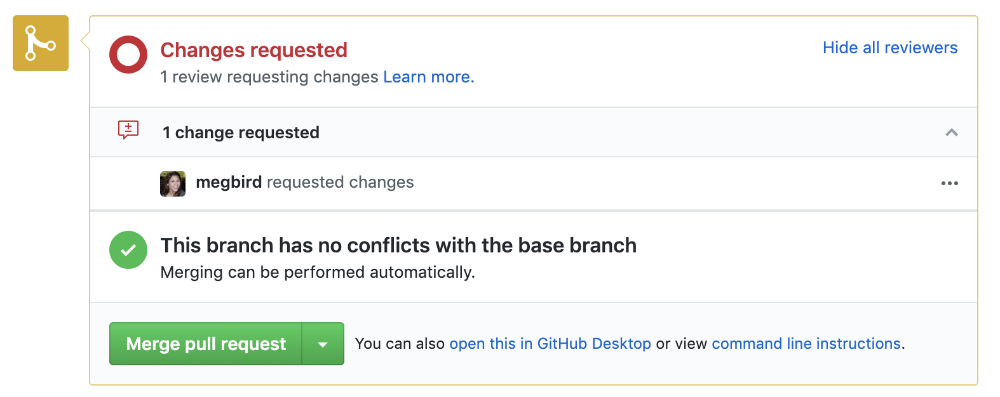 Changes requested
Hide all reviewers
1 review requesting changes Learn more.
1 change requested
megbird requested changes
This branch has no conflicts with the base branch
Merging can be performed automatically.
Merge pull request
You can also open this in GitHub Desktop or view command line instructions.